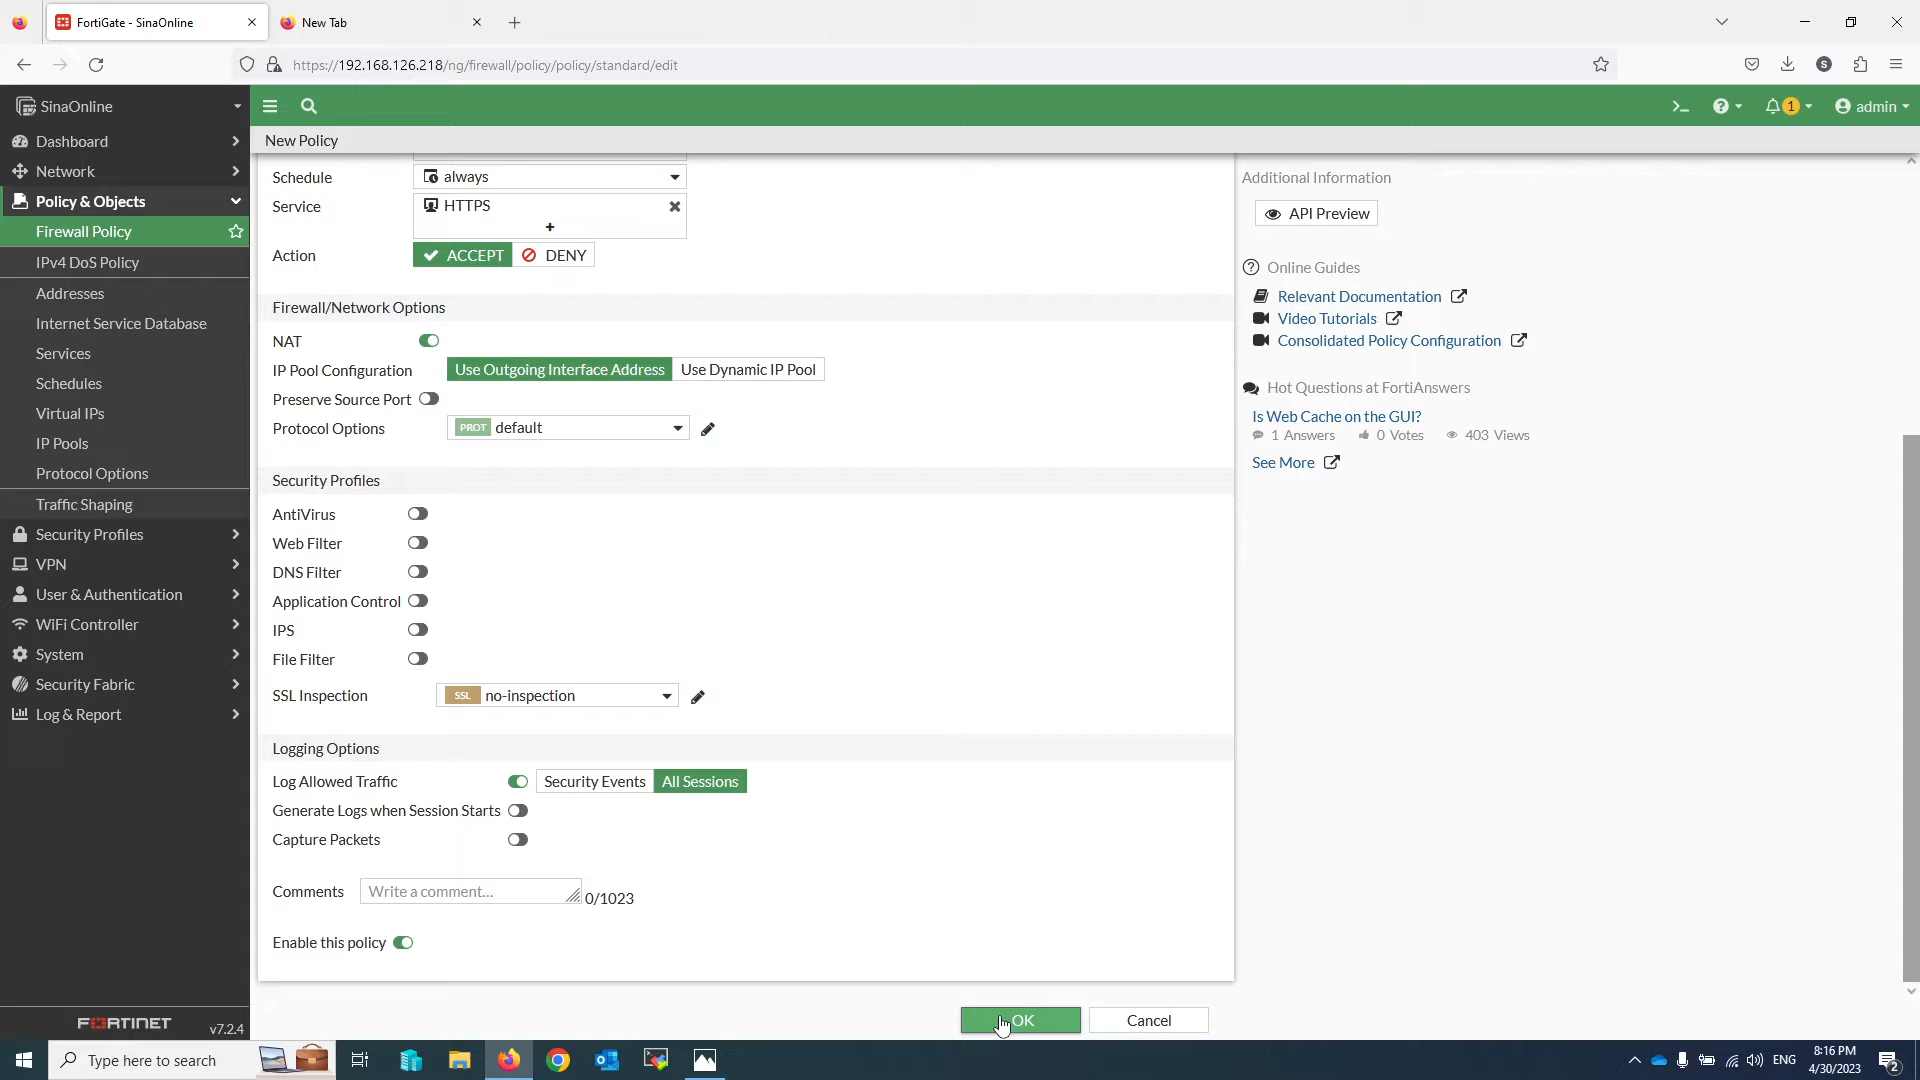 FortiGate - SinaOnline
New Tab
https://192.168.126.218/ng/firewall/policy/policy/standard/edit
S
SinaOnline
1
admin
Dashboard
Network
Policy & Objects
Firewall Policy
IPv4 DoS Policy
Addresses
Internet Service Database
Services
Schedules
Virtual IPs
IP Pools
Protocol Options
Traffic Shaping
Security Profiles
VPN
User & Authentication
WiFi Controller
System
Security Fabric
Log & Report
FORTINET
v7.2.4
New Policy
Schedule
always
Service
HTTPS
Action
ACCEPT
DENY
Firewall/Network Options
NAT
IP Pool Configuration
Use Outgoing Interface Address
Use Dynamic IP Pool
Preserve Source Port
Protocol Options
PROT default
Security Profiles
AntiVirus
Web Filter
DNS Filter
Application Control
IPS
File Filter
SSL Inspection
SSL no-inspection
Logging Options
Log Allowed Traffic
Security Events
All Sessions
Generate Logs when Session Starts
Capture Packets
Comments
Write a comment...
0/1023
Enable this policy
OK
Cancel
Additional Information
API Preview
Online Guides
Relevant Documentation
Video Tutorials
Consolidated Policy Configuration
Hot Questions at FortiAnswers
Is Web Cache on the GUI?
1 Answers 0 Votes 403 Views
See More
Type here to search
ENG
8:16 PM
4/30/2023
2